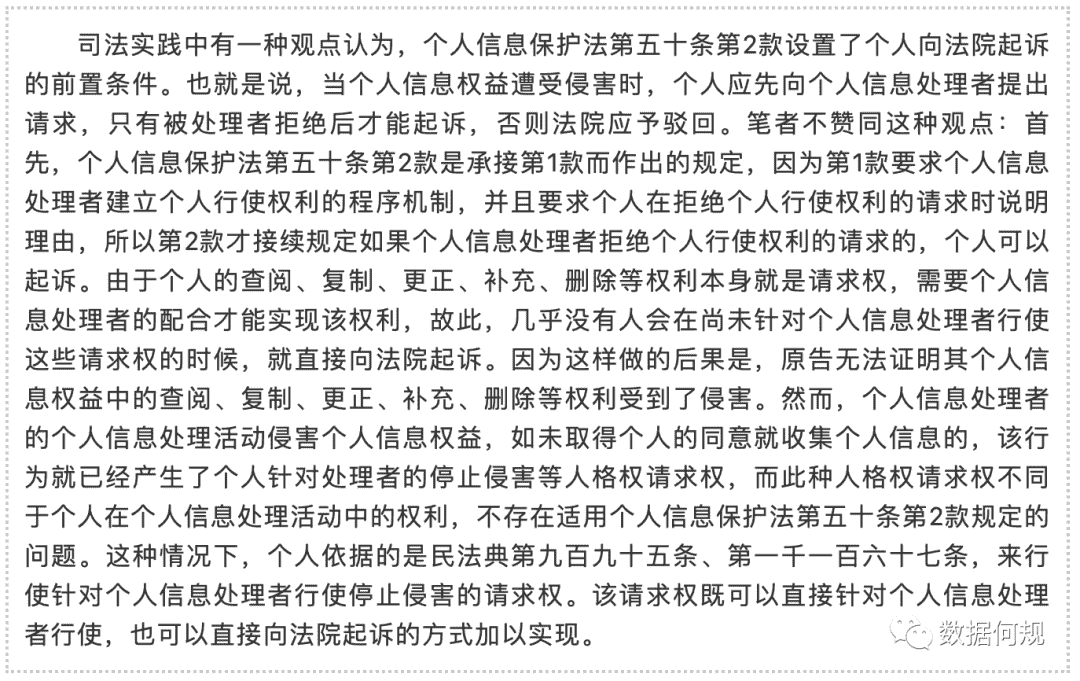 司法实践中有一种观点认为，个人信息保护法第五十条第2款设置了个人向法院起诉
的前置条件。也就是说，当个人信息权益遭受侵害时，个人应先向个人信息处理者提出
请求，只有被处理者拒绝后才能起诉，否则法院应予驳回。笔者不赞同这种观点：首
先，个人信息保护法第五十条第2款是承接第1款而作出的规定，因为第1款要求个人信息
处理者建立个人行使权利的程序机制，并且要求个人在拒绝个人行使权利的请求时说明
理由，所以第2款才接续规定如果个人信息处理者拒绝个人行使权利的请求的，个人可以
起诉。由于个人的查阅、复制、更正、补充、删除等权利本身就是请求权，需要个人信
息处理者的配合才能实现该权利，故此，几乎没有人会在尚未针对个人信息处理者行使
这些请求权的时候，就直接向法院起诉。因为这样做的后果是，原告无法证明其个人信
息权益中的查阅、复制、更正、补充、删除等权利受到了侵害。然而，个人信息处理者
的个人信息处理活动侵害个人信息权益，如未取得个人的同意就收集个人信息的，该行
为就已经产生了个人针对处理者的停止侵害等人格权请求权，而此种人格权请求权不同
于个人在个人信息处理活动中的权利，不存在适用个人信息保护法第五十条第2款规定的
问题。这种情况下，个人依据的是民法典第九百九十五条、第一千一百六十七条，来行
使针对个人信息处理者行使停止侵害的请求权。该请求权既可以直接针对个人信息处理
者行使，也可以直接向法院起诉的方式加以实现。
数据何规